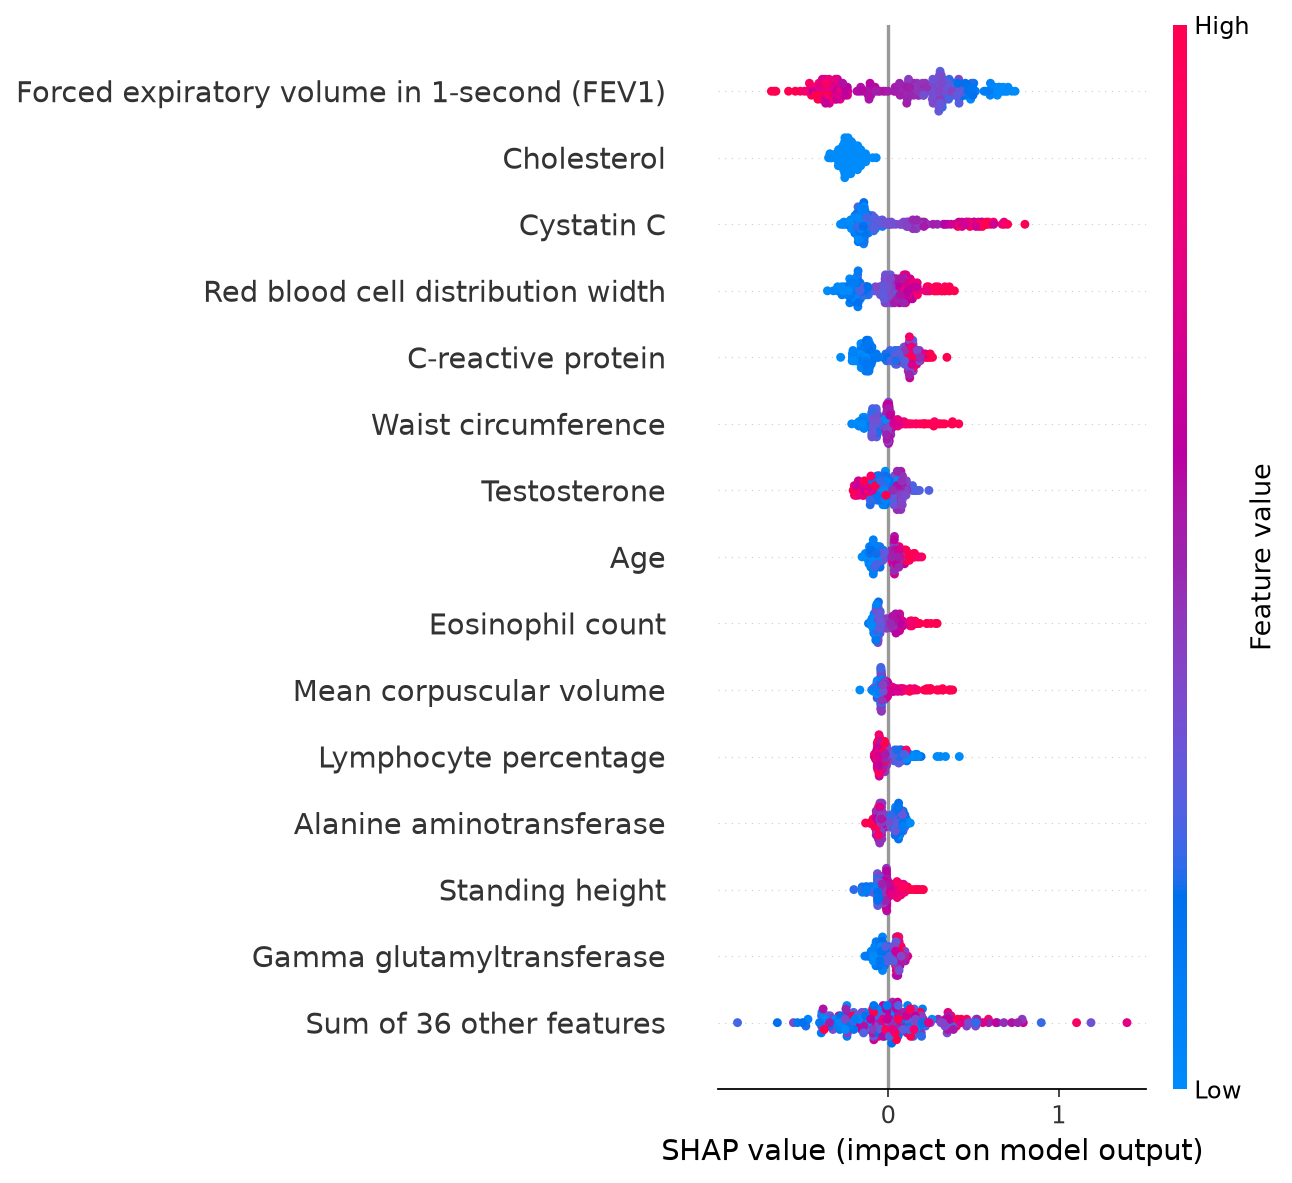 High
Forced expiratory volume in 1-second (FEV1)
Cholesterol
Cystatin C
Red blood cell distribution width
C-reactive protein
Waist circumference
Testosterone
Age
Eosinophil count
Mean corpuscular volume
Lymphocyte percentage
Alanine aminotransferase
Standing height
Gamma glutamyltransferase
Sum of 36 other features
Feature value
Low
0 1
SHAP value (impact on model output)